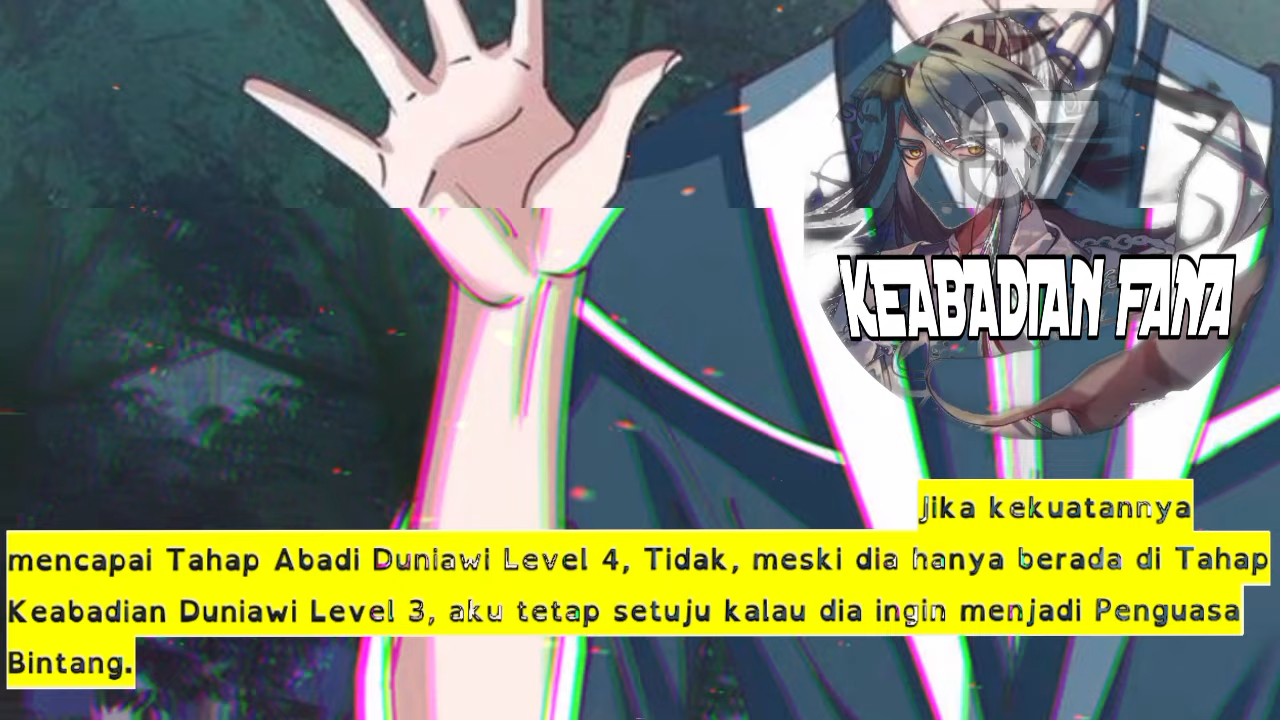 87
KEABADIAN FANA
Jika kekuatannya
mencapai Tahap Abadi Duniawi Level 4, Tidak, meski dia hanya berada di Tahap
Keabadian Duniawi Level 3, aku tetap setuju kalau dia ingin menjadi Penguasa
Bintang.